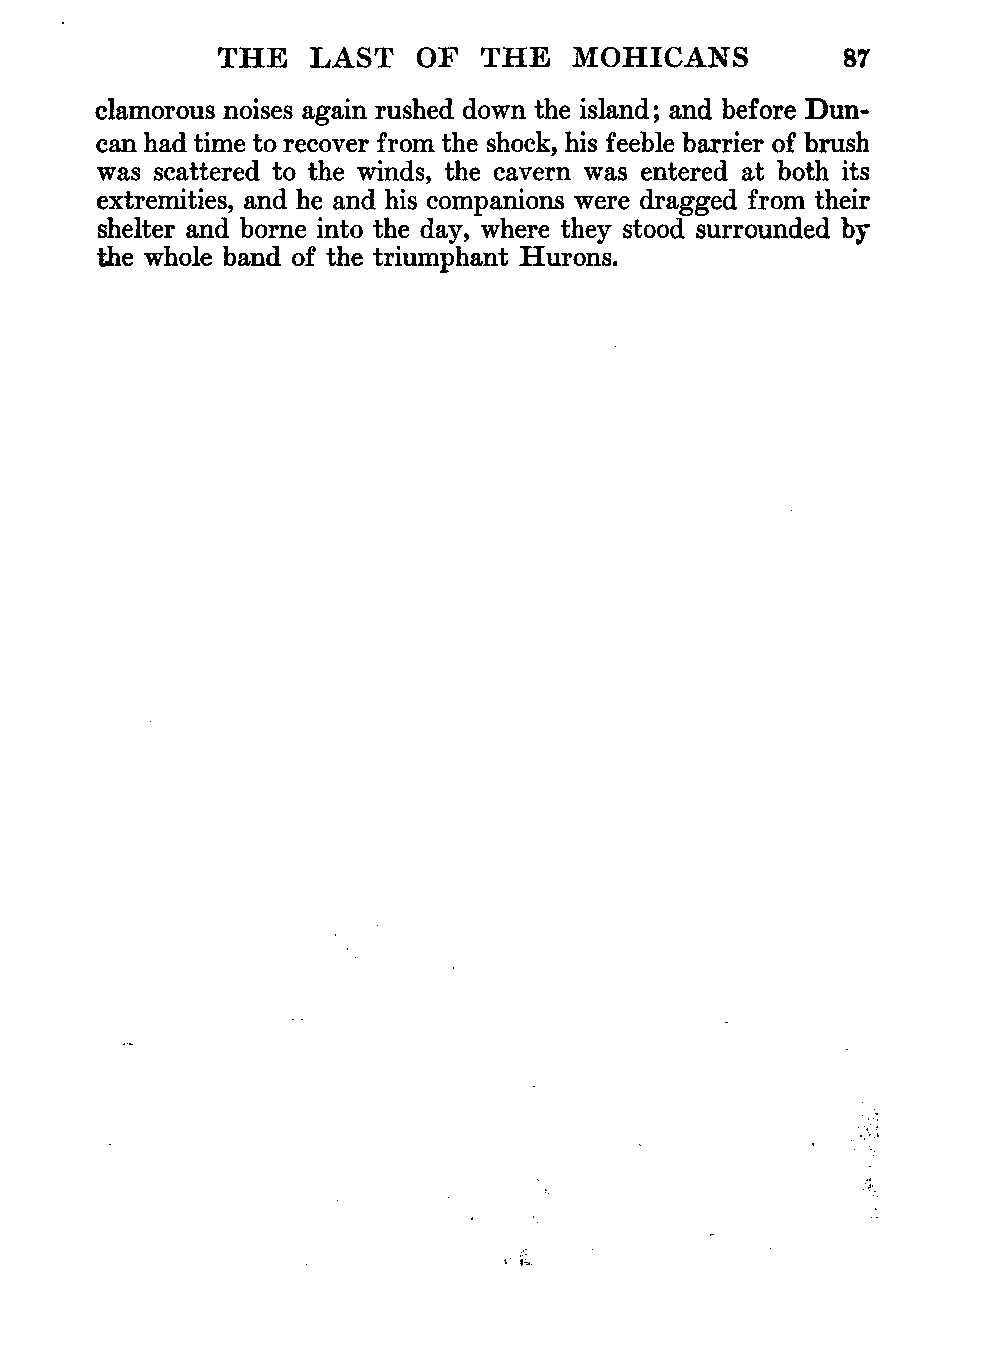 THE LAST OF THE MOHICANS 87
clamorous noises again rushed down the island; and before Dun-
can had time to recover from the shock, his feeble barrier of brush
was scattered to the winds, the cavern was entered at both its
extremities, and he and his companions were dragged from their
shelter and borne into the day, where they stood surrounded by
the whole band of the triumphant Hurons.